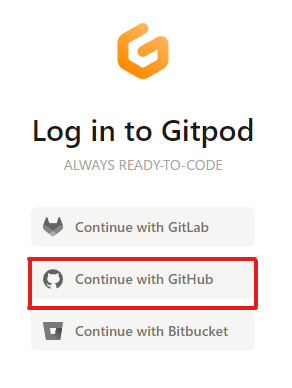 Log in to Gitpod
ALWAYS READY-TO-CODE
Continue with GitLab
Continue with GitHub
Continue with Bitbucket